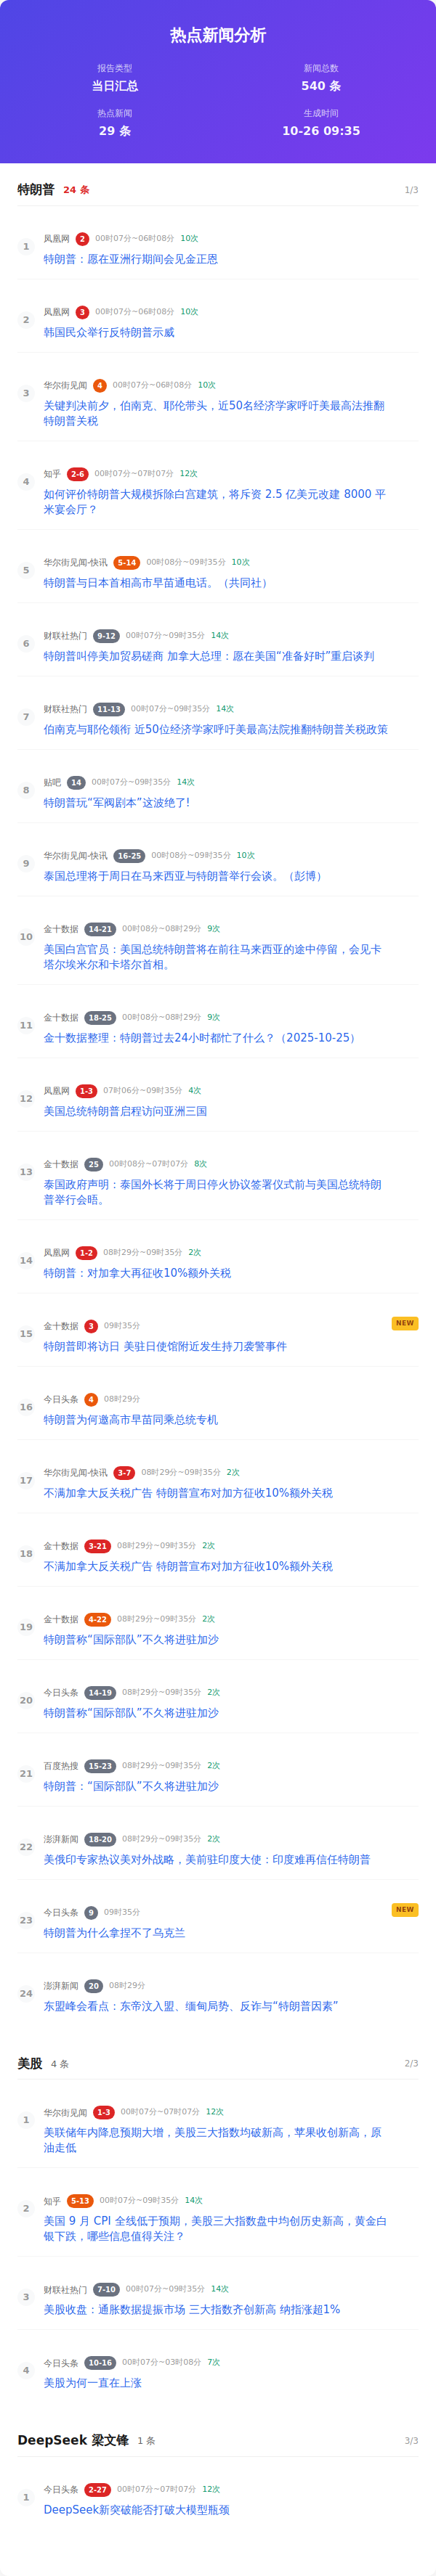 热点新闻分析
报告类型
新闻总数
当日汇总
540 条
热点新闻
生成时间
29 条
10-26 09:35
特朗普 24 条 1/3
1
凤凰网 2 00时07分~06时08分 10次
特朗普：愿在亚洲行期间会见金正恩
2
凤凰网 3 00时07分~06时08分 10次
韩国民众举行反特朗普示威
3
华尔街见闻 4 00时07分~06时08分 10次
关键判决前夕，伯南克、耶伦带头，近50名经济学家呼吁美最高法推翻
特朗普关税
4
知乎 2-6 00时07分~07时07分 12次
如何评价特朗普大规模拆除白宫建筑，将斥资 2.5 亿美元改建 8000 平
米宴会厅？
5
华尔街见闻-快讯 5-14 00时08分~09时35分 10次
特朗普与日本首相高市早苗通电话。（共同社）
6
财联社热门 9-12 00时07分~09时35分 14次
特朗普叫停美加贸易磋商 加拿大总理：愿在美国“准备好时”重启谈判
7
财联社热门 11-13 00时07分~09时35分 14次
伯南克与耶伦领衔 近50位经济学家呼吁美最高法院推翻特朗普关税政策
8
贴吧 14 00时07分~09时35分 14次
特朗普玩“军阀剧本”这波绝了!
9
华尔街见闻-快讯 16-25 00时08分~09时35分 10次
泰国总理将于周日在马来西亚与特朗普举行会谈。（彭博）
10
金十数据 14-21 00时08分~08时29分 9次
美国白宫官员：美国总统特朗普将在前往马来西亚的途中停留，会见卡
塔尔埃米尔和卡塔尔首相。
11
金十数据 18-25 00时08分~08时29分 9次
金十数据整理：特朗普过去24小时都忙了什么？（2025-10-25）
12
凤凰网 1-3 07时06分~09时35分 4次
美国总统特朗普启程访问亚洲三国
13
金十数据 25 00时08分~07时07分 8次
泰国政府声明：泰国外长将于周日停火协议签署仪式前与美国总统特朗
普举行会晤。
14
凤凰网 1-2 08时29分~09时35分 2次
特朗普：对加拿大再征收10%额外关税
15
金十数据 3 09时35分 NEW
特朗普即将访日 美驻日使馆附近发生持刀袭警事件
16
今日头条 4 08时29分
特朗普为何邀高市早苗同乘总统专机
17
华尔街见闻-快讯 3-7 08时29分~09时35分 2次
不满加拿大反关税广告 特朗普宣布对加方征收10%额外关税
18
金十数据 3-21 08时29分~09时35分 2次
不满加拿大反关税广告 特朗普宣布对加方征收10%额外关税
19
金十数据 4-22 08时29分~09时35分 2次
特朗普称“国际部队”不久将进驻加沙
20
今日头条 14-19 08时29分~09时35分 2次
特朗普称“国际部队”不久将进驻加沙
21
百度热搜 15-23 08时29分~09时35分 2次
特朗普：“国际部队”不久将进驻加沙
22
澎湃新闻 18-20 08时29分~09时35分 2次
美俄印专家热议美对外战略，美前驻印度大使：印度难再信任特朗普
23
今日头条 9 09时35分 NEW
特朗普为什么拿捏不了乌克兰
24
澎湃新闻 20 08时29分
东盟峰会看点：东帝汶入盟、缅甸局势、反诈与“特朗普因素”
美股 4 条 2/3
1
华尔街见闻 1-3 00时07分~07时07分 12次
美联储年内降息预期大增，美股三大指数均破新高，苹果收创新高，原
油走低
2
知乎 5-13 00时07分~09时35分 14次
美国 9 月 CPI 全线低于预期，美股三大指数盘中均创历史新高，黄金白
银下跌，哪些信息值得关注？
3
财联社热门 7-10 00时07分~09时35分 14次
美股收盘：通胀数据提振市场 三大指数齐创新高 纳指涨超1%
4
今日头条 10-16 00时07分~03时08分 7次
美股为何一直在上涨
DeepSeek 梁文锋 1 条 3/3
1
今日头条 2-27 00时07分~07时07分 12次
DeepSeek新突破能否打破大模型瓶颈